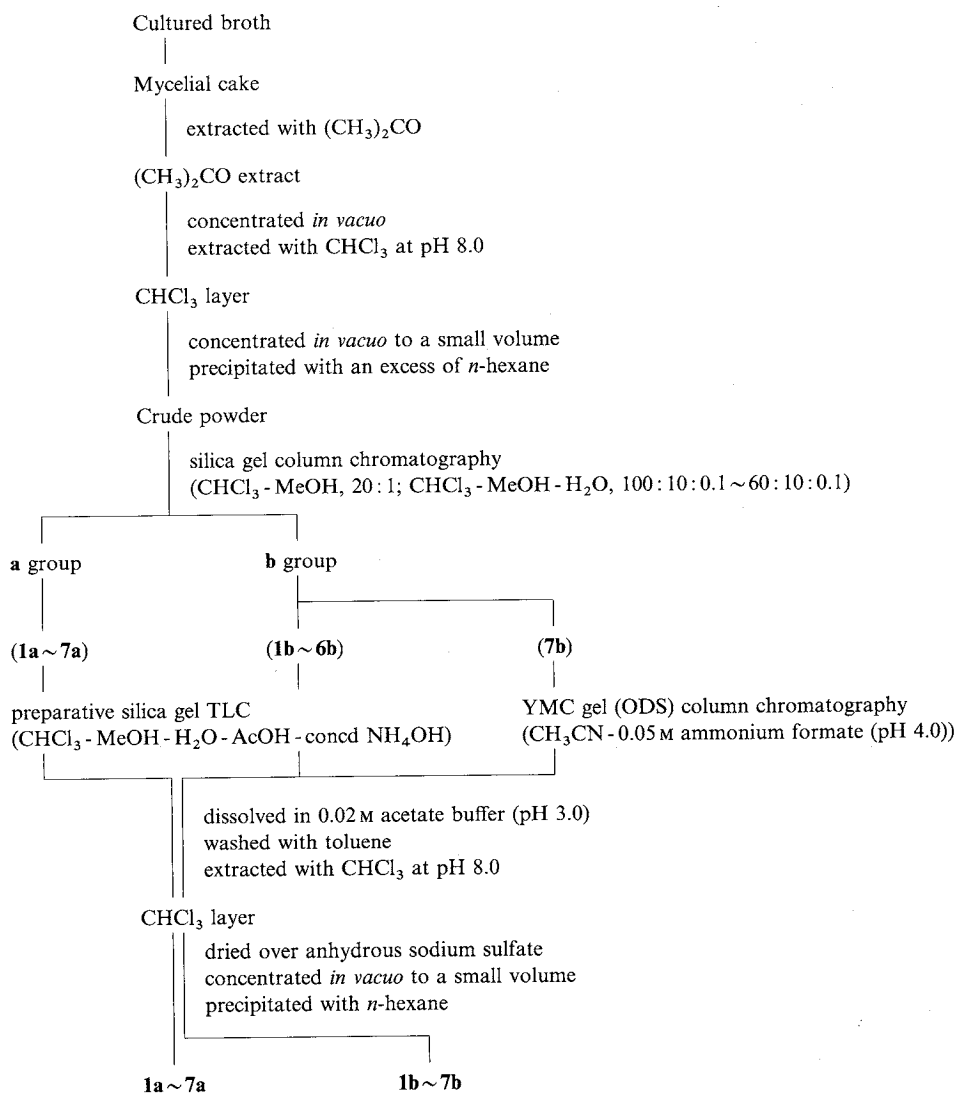 Cultured broth
Mycelial cake
extracted with (CH₃)₂CO
(CH₃)₂CO extract
concentrated in vacuo
extracted with CHCl₃ at pH 8.0
CHCl₃ layer
concentrated in vacuo to a small volume
precipitated with an excess of n-hexane
Crude powder
silica gel column chromatography
(CHCl₃ - MeOH, 20 : 1; CHCl₃ - MeOH - H₂O, 100 : 10 : 0.1 ~ 60 : 10 : 0.1)
a group
b group
(1a ~ 7a)
(1b ~ 6b)
(7b)
preparative silica gel TLC
(CHCl₃ - MeOH - H₂O - AcOH - concd NH₄OH)
YMC gel (ODS) column chromatography
(CH₃CN - 0.05 M ammonium formate (pH 4.0))
dissolved in 0.02 M acetate buffer (pH 3.0)
washed with toluene
extracted with CHCl₃ at pH 8.0
CHCl₃ layer
dried over anhydrous sodium sulfate
concentrated in vacuo to a small volume
precipitated with n-hexane
1a ~ 7a
1b ~ 7b